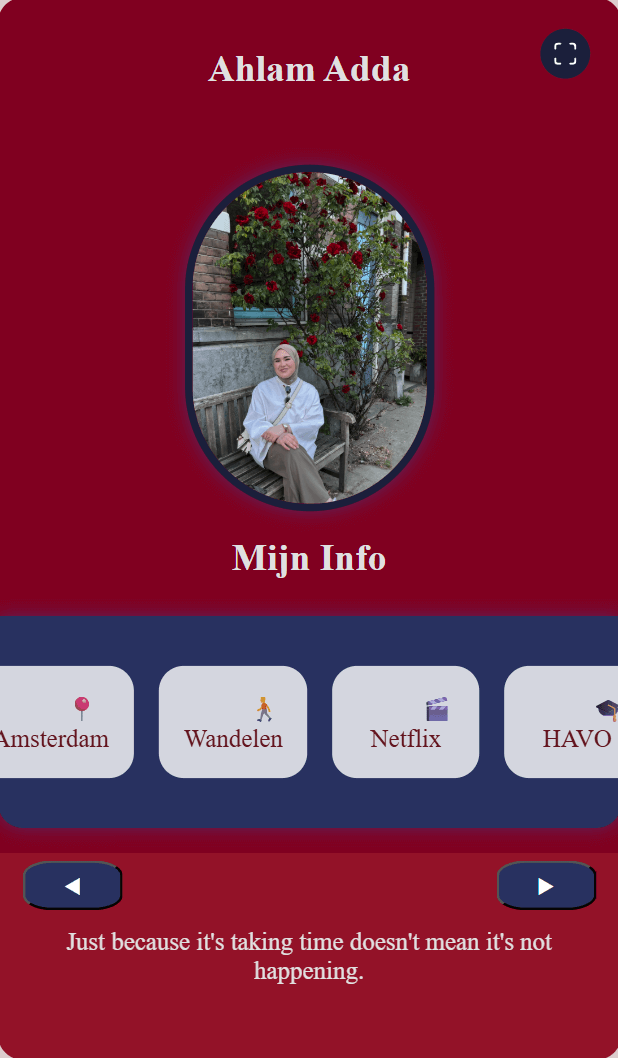 Ahlam Adda
Mijn Info
Amsterdam
Wandelen
Netflix
HAVO
Just because it's taking time doesn't mean it's not
happening.